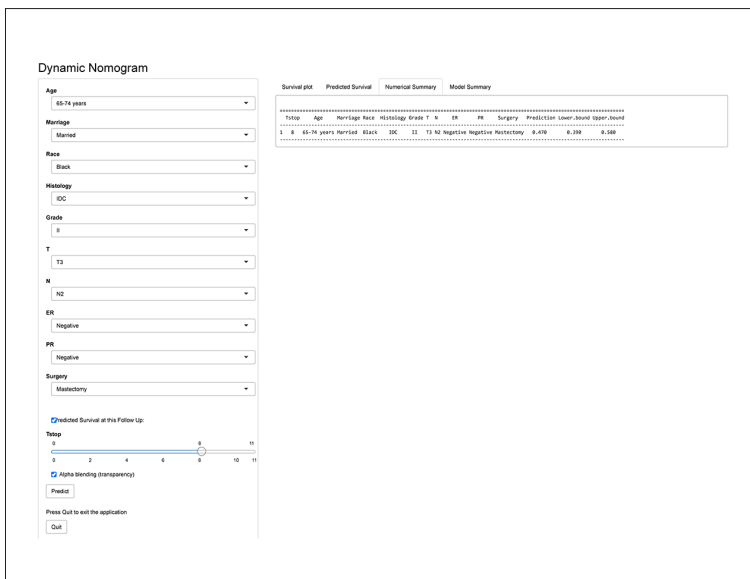 Dynamic Nomogram
Age
65-74 years
Marriage
Married
Race
Black
Histology
IDC
Grade
II
T
T3
N
N2
ER
Negative
PR
Negative
Surgery
Mastectomy
Predicted Survival at this Follow Up:
Tstop
0 8 11
0 2 4 6 8 10 11
Alpha blending (transparency)
Predict
Press Quit to exit the application
Quit
Survival plot Predicted Survival Numerical Summary Model Summary
Tstop Age Marriage Race Histology Grade T N ER PR Surgery Prediction Lower.bound Upper.bound
1 8 65-74 years Married Black IDC II T3 N2 Negative Negative Mastectomy 0.470 0.390 0.580